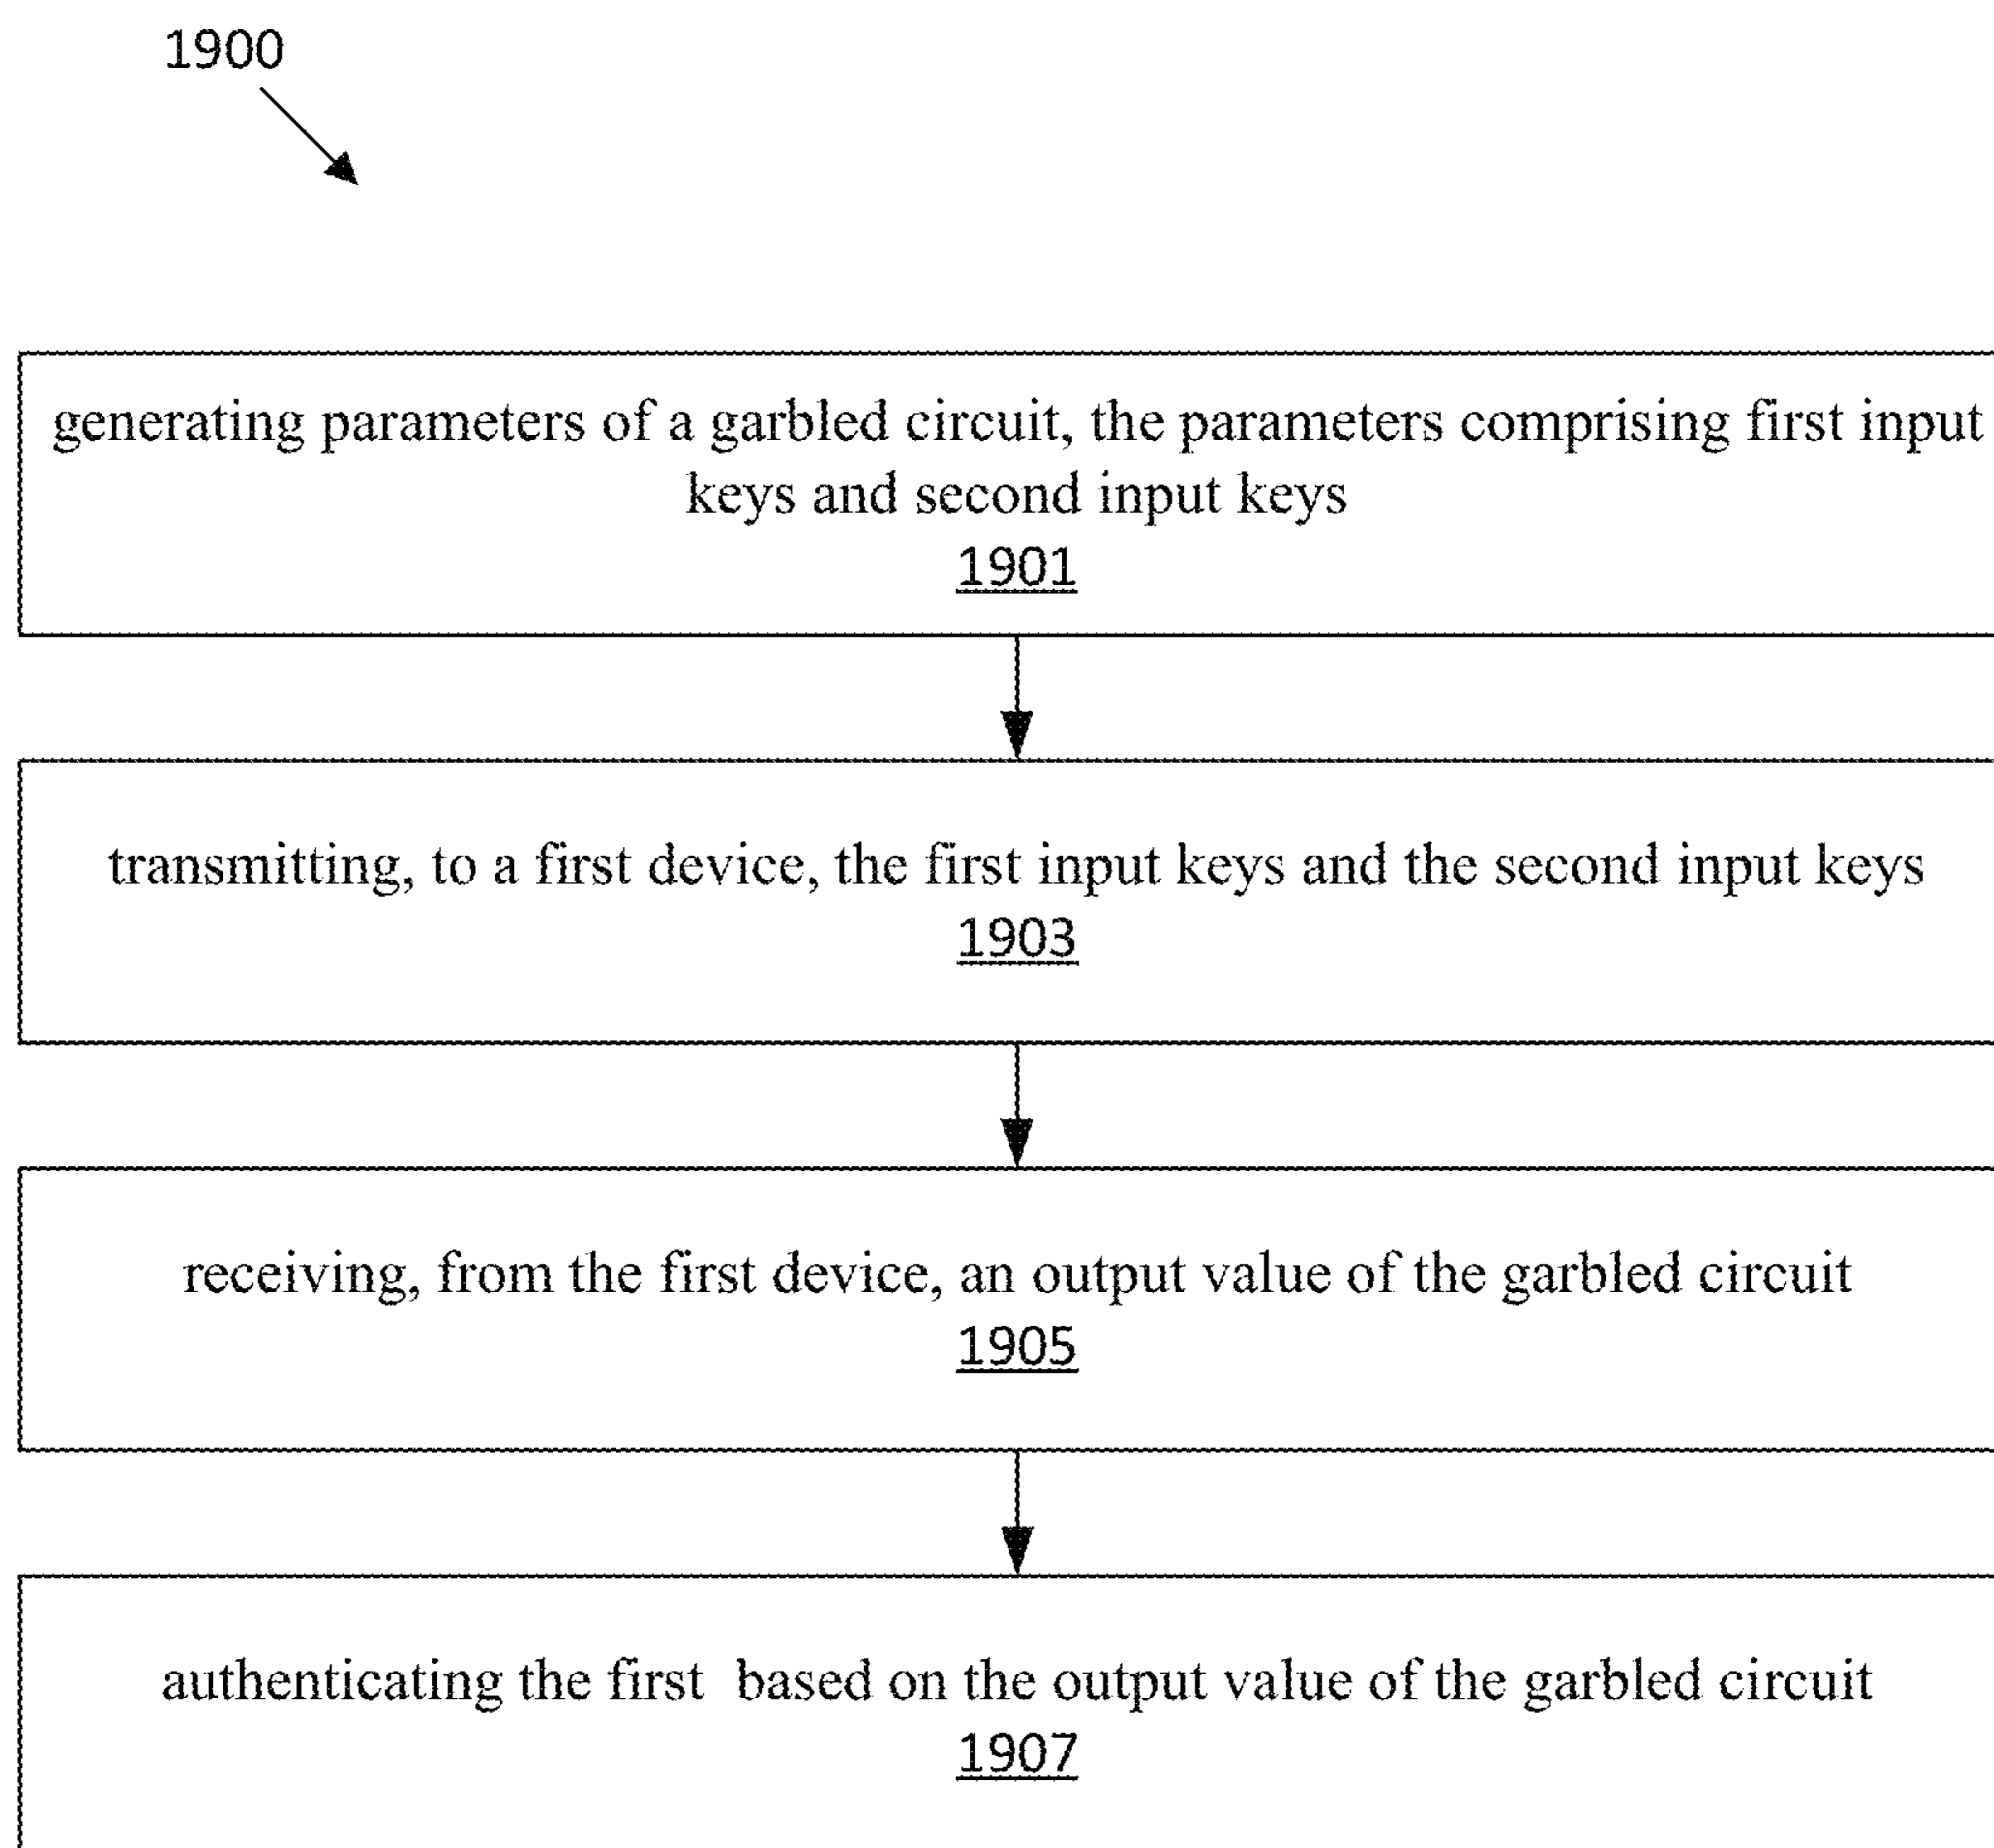 1900
generating parameters of a garbled circuit, the parameters comprising first input
keys and second input keys
1901
transmitting, to a first device, the first input keys and the second input keys
1903
receiving, from the first device, an output value of the garbled circuit
1905
authenticating the first  based on the output value of the garbled circuit
1907